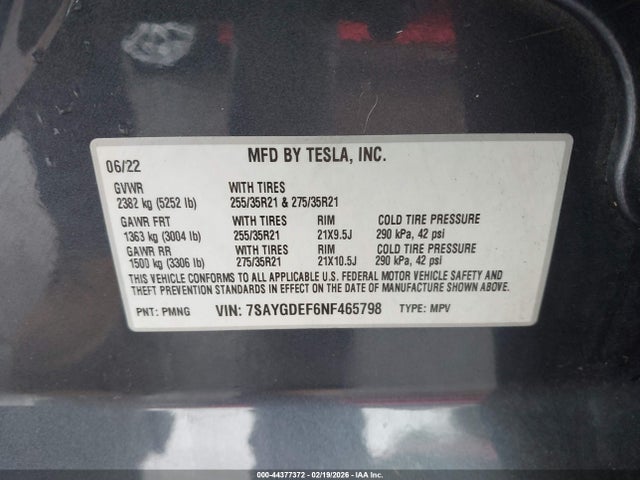 06/22 MFD BY TESLA, INC.
GVWR WITH TIRES
2382 kg (5252 lb) 255/35R21 & 275/35R21
GAWR FRT WITH TIRES RIM COLD TIRE PRESSURE
1363 kg (3004 lb) 255/35R21 21X9.5J 290 kPa, 42 psi
GAWR RR WITH TIRES RIM COLD TIRE PRESSURE
1500 kg (3306 lb) 275/35R21 21X10.5J 290 kPa, 42 psi
THIS VEHICLE CONFORMS TO ALL APPLICABLE U.S. FEDERAL MOTOR VEHICLE SAFETY AND
THEFT PREVENTION STANDARDS IN EFFECT ON THE DATE OF MANUFACTURE SHOWN ABOVE.
PNT: PMNG VIN: 7SAYGDEF6NF465798 TYPE: MPV
000-44377372 - 02/19/2026 - IAA Inc.